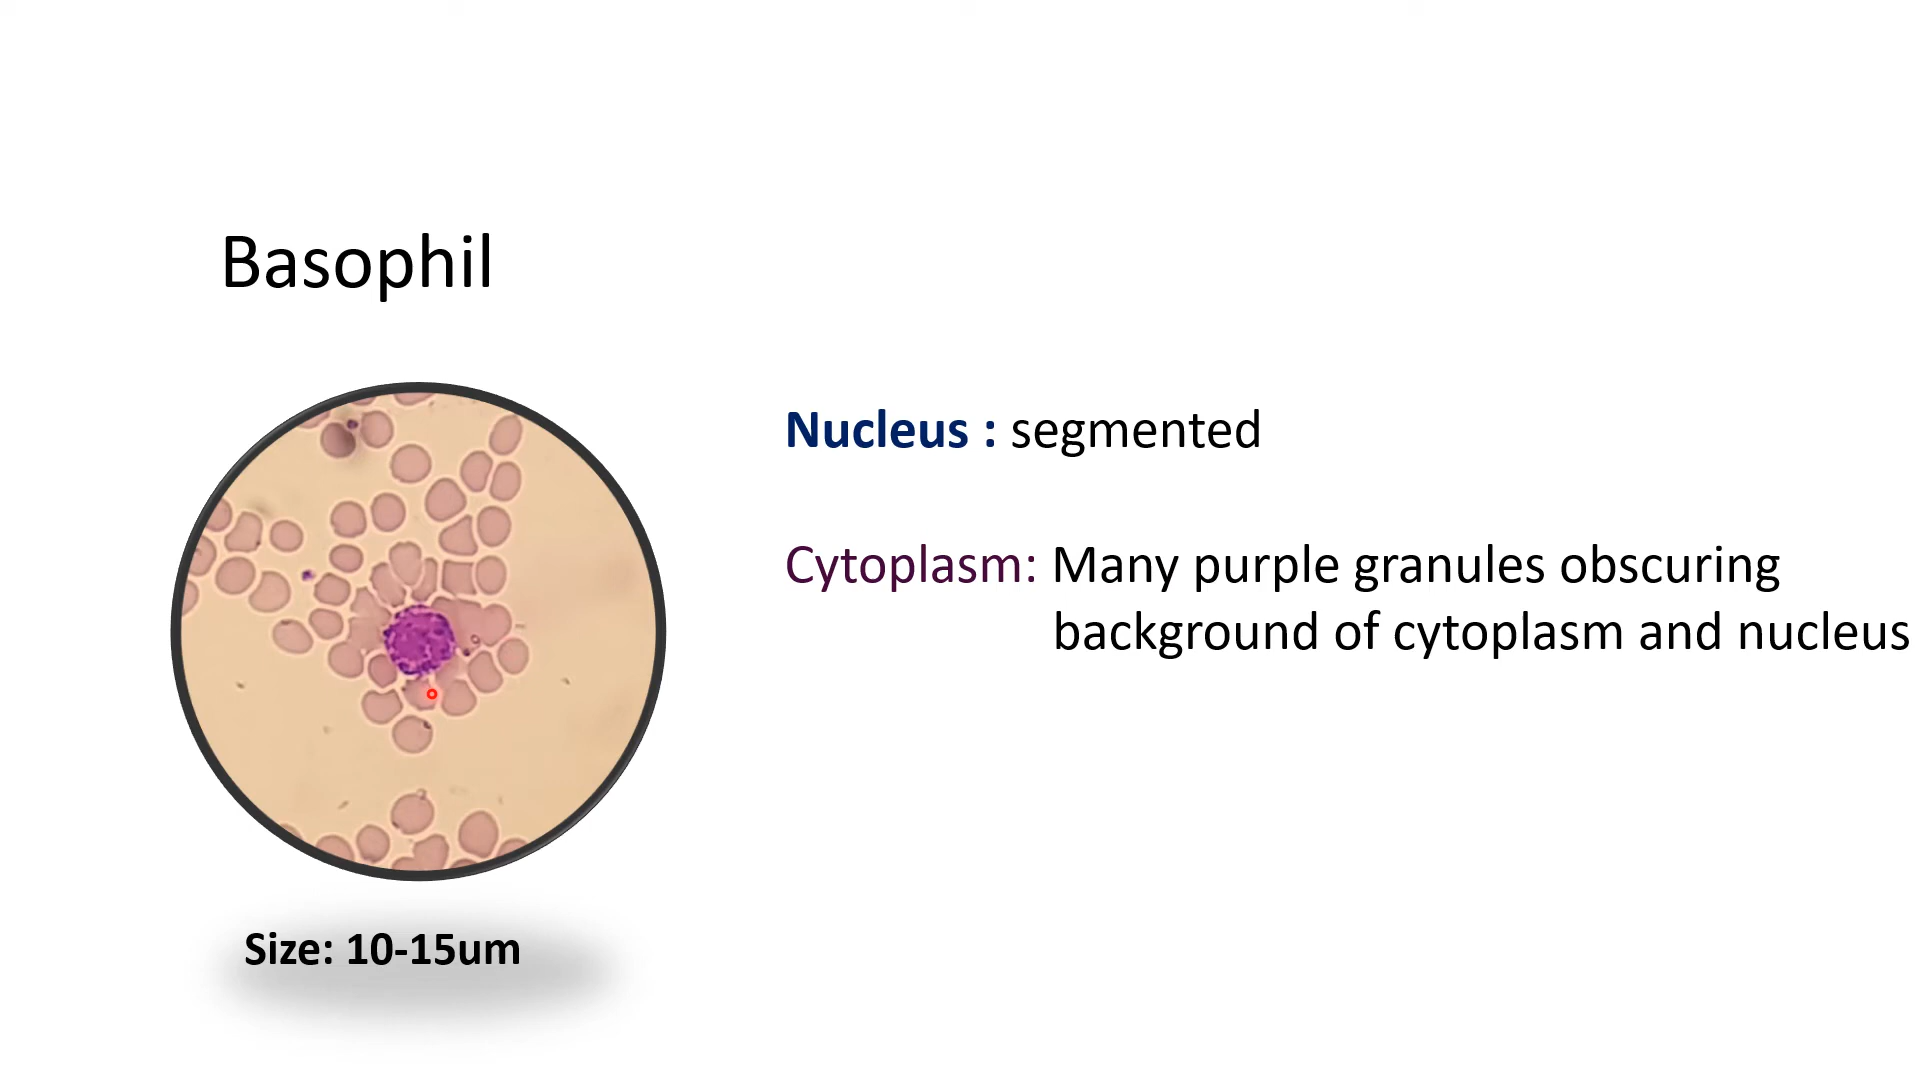 Basophil
Nucleus : segmented
Cytoplasm: Many purple granules obscuring
background of cytoplasm and nucleus
Size: 10-15um